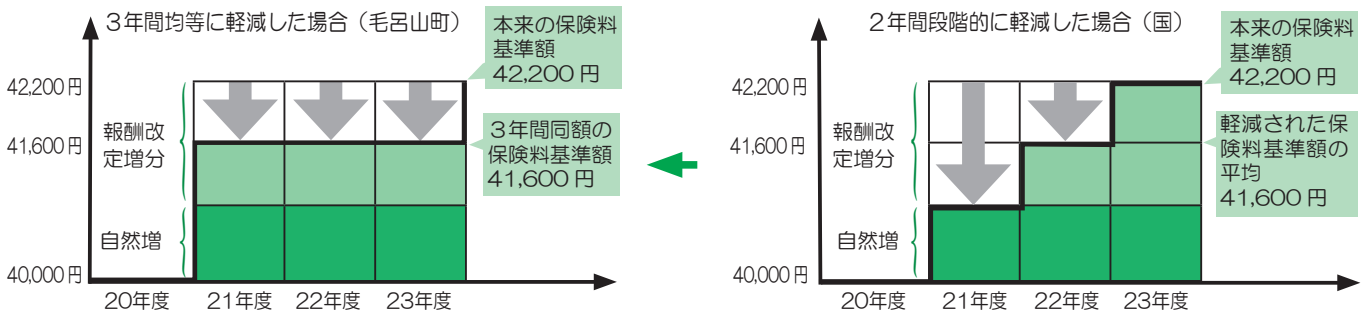 3年間均等に軽減した場合（毛呂山町）
本来の保険料
基準額
42,200円
42,200円
報酬改
定増分
41,600円
3年間同額の
保険料基準額
41,600円
自然増
40,000円
20年度
21年度
22年度
23年度
2年間段階的に軽減した場合（国）
本来の保険料
基準額
42,200円
42,200円
報酬改
定増分
41,600円
軽減された保
険料基準額の
平均
41,600円
自然増
40,000円
20年度
21年度
22年度
23年度